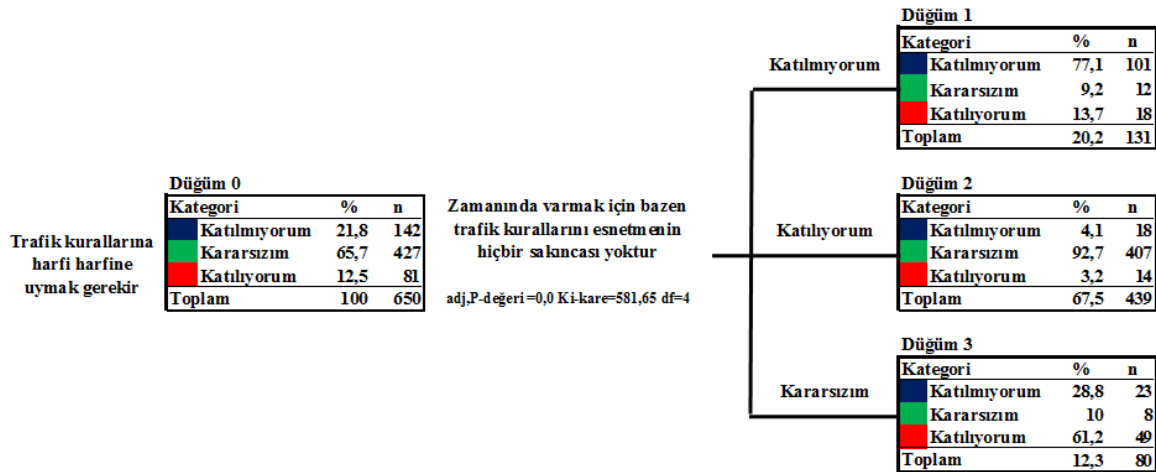 Trafik kurallarına
harfi harfine
uymak gerekir
Düğüm 0
Kategori % n
Katılmıyorum 21,8 142
Kararsızım 65,7 427
Katılıyorum 12,5 81
Toplam 100 650
Zamanında varmak için bazen
trafik kurallarını esnetmenin
hiçbir sakıncası yoktur
adj,P-değeri =0,0 Ki-kare=581,65 df=4
Katılmıyorum
Düğüm 1
Kategori % n
Katılmıyorum 77,1 101
Kararsızım 9,2 12
Katılıyorum 13,7 18
Toplam 20,2 131
Katılıyorum
Düğüm 2
Kategori % n
Katılmıyorum 4,1 18
Kararsızım 92,7 407
Katılıyorum 3,2 14
Toplam 67,5 439
Kararsızım
Düğüm 3
Kategori % n
Katılmıyorum 28,8 23
Kararsızım 10 8
Katılıyorum 61,2 49
Toplam 12,3 80